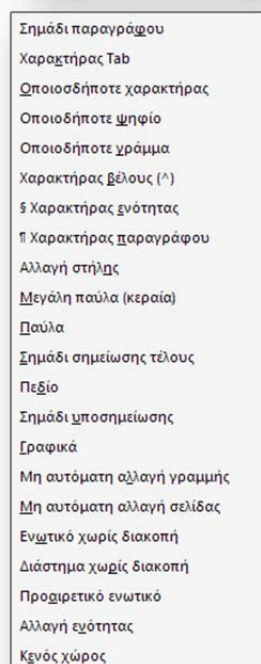 Σημάδι παραγράφου
Χαρακτήρας Tab
Οποιοσδήποτε χαρακτήρας
Οποιοδήποτε ψηφίο
Οποιοδήποτε γράμμα
Χαρακτήρας βέλους (^)
§ Χαρακτήρας ενότητας
¶ Χαρακτήρας παραγράφου
Αλλαγή στήλης
Μεγάλη παύλα (κεραία)
Παύλα
Σημάδι σημείωσης τέλους
Πεδίο
Σημάδι υποσημείωσης
Γραφικά
Μη αυτόματη αλλαγή γραμμής
Μη αυτόματη αλλαγή σελίδας
Ενωτικό χωρίς διακοπή
Διάστημα χωρίς διακοπή
Προαιρετικό ενωτικό
Αλλαγή ενότητας
Κενός χώρος